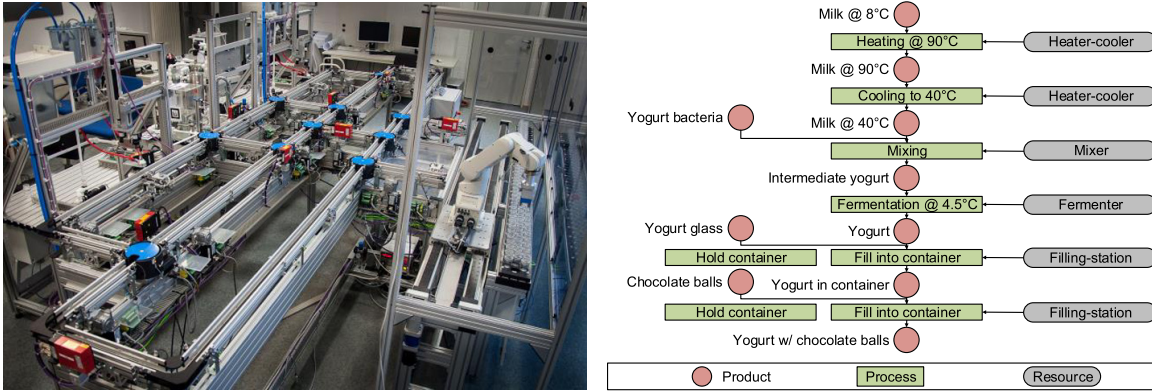 Milk @ 8°C
Heating @ 90°C
Heater-cooler
Milk @ 90°C
Cooling to 40°C
Heater-cooler
Yogurt bacteria
Milk @ 40°C
Mixing
Mixer
Intermediate yogurt
Fermentation @ 4.5°C
Fermenter
Yogurt glass
Yogurt
Hold container
Fill into container
Filling-station
Chocolate balls
Yogurt in container
Hold container
Fill into container
Filling-station
Yogurt w/ chocolate balls
Product
Process
Resource